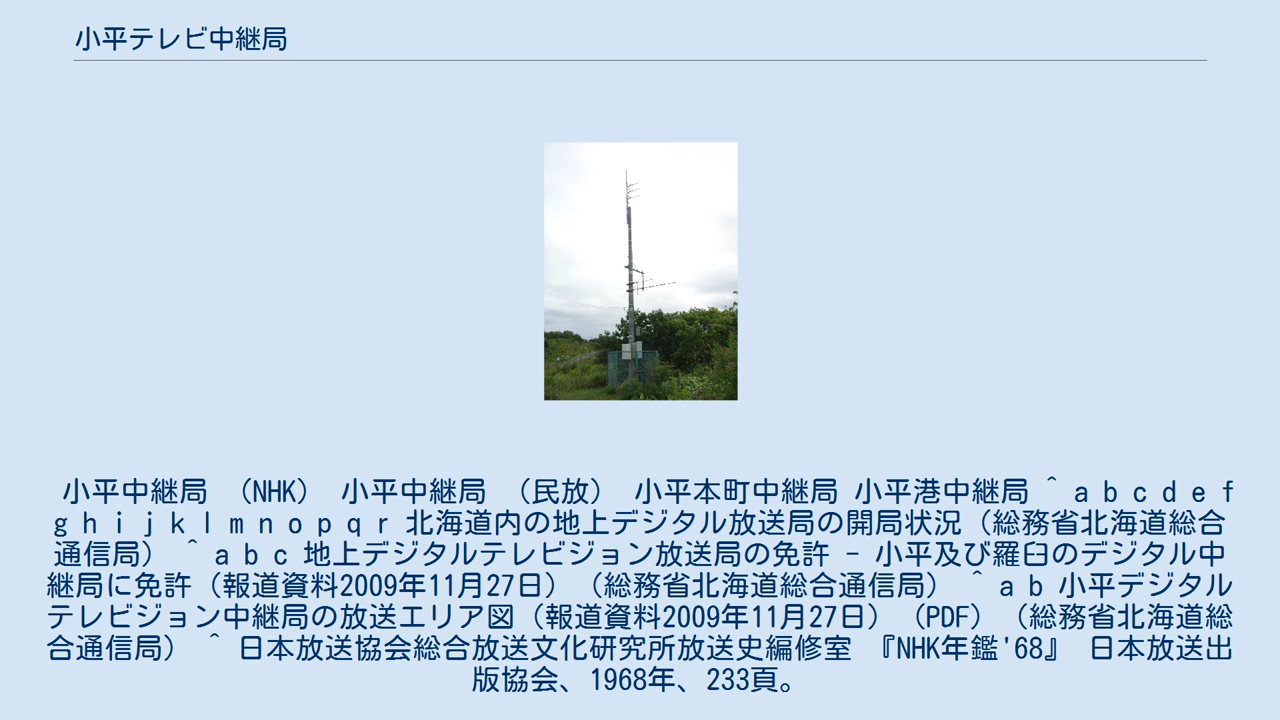 小平テレビ中継局
小平中継局 （NHK） 小平中継局 （民放） 小平本町中継局 小平港中継局 ^ a b c d e f
g h i j k l m n o p q r 北海道内の地上デジタル放送局の開局状況（総務省北海道総合
通信局） ^ a b c 地上デジタルテレビジョン放送局の免許 − 小平及び羅臼のデジタル中
継局に免許（報道資料2009年11月27日）（総務省北海道総合通信局） ^ a b 小平デジタル
テレビジョン中継局の放送エリア図（報道資料2009年11月27日）（PDF）（総務省北海道総
合通信局） ^ 日本放送協会総合放送文化研究所放送史編修室 『NHK年鑑'68』 日本放送出
版協会、1968年、233頁。